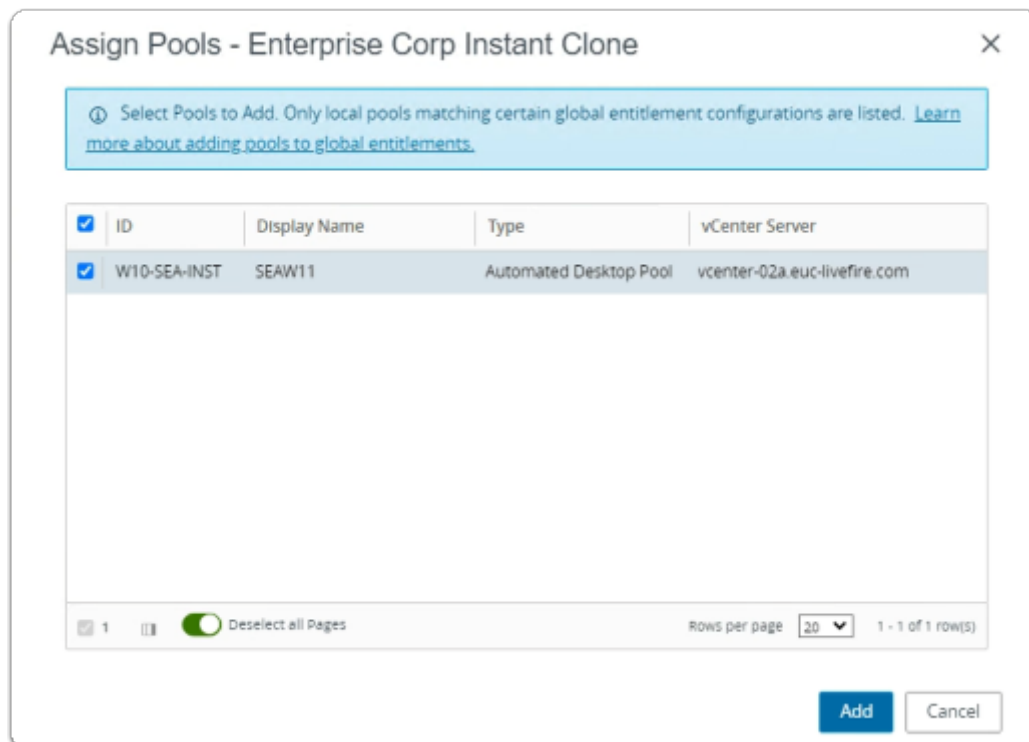 Assign Pools - Enterprise Corp Instant Clone
Select Pools to Add. Only local pools matching certain global entitlement configurations are listed. Learn
more about adding pools to global entitlements.
ID Display Name Type vCenter Server
W10-SEA-INST SEAW11 Automated Desktop Pool vcenter-02a.euc-livefire.com
1 Deselect all Pages Rows per page 20 1 - 1 of 1 row(s)
Add Cancel